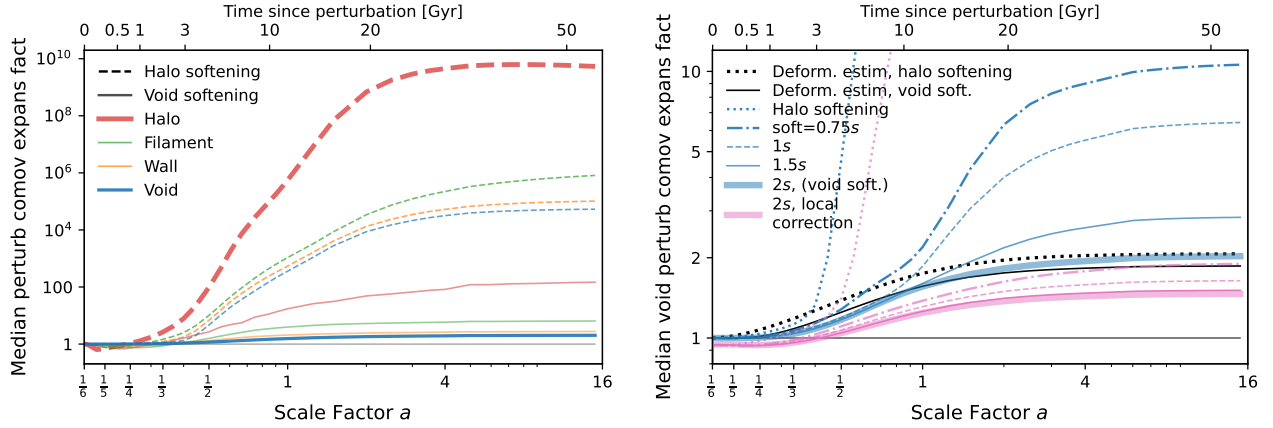 Time since perturbation [Gyr]
0 0.5 1 3 10 20 50
Median perturb comov expans fact
10^10
10^8
10^6
10^4
100
1
Halo softening
Void softening
Halo
Filament
Wall
Void
1/6 1/5 1/4 1/3 1/2 1 4 16
Scale Factor a
Time since perturbation [Gyr]
0 0.5 1 3 10 20 50
Median void perturb comov expans fact
10
5
2
1
Deform. estim, halo softening
Deform. estim, void soft.
Halo softening
soft=0.75s
1s
1.5s
2s, (void soft.)
2s, local
correction
1/6 1/5 1/4 1/3 1/2 1 4 16
Scale Factor a